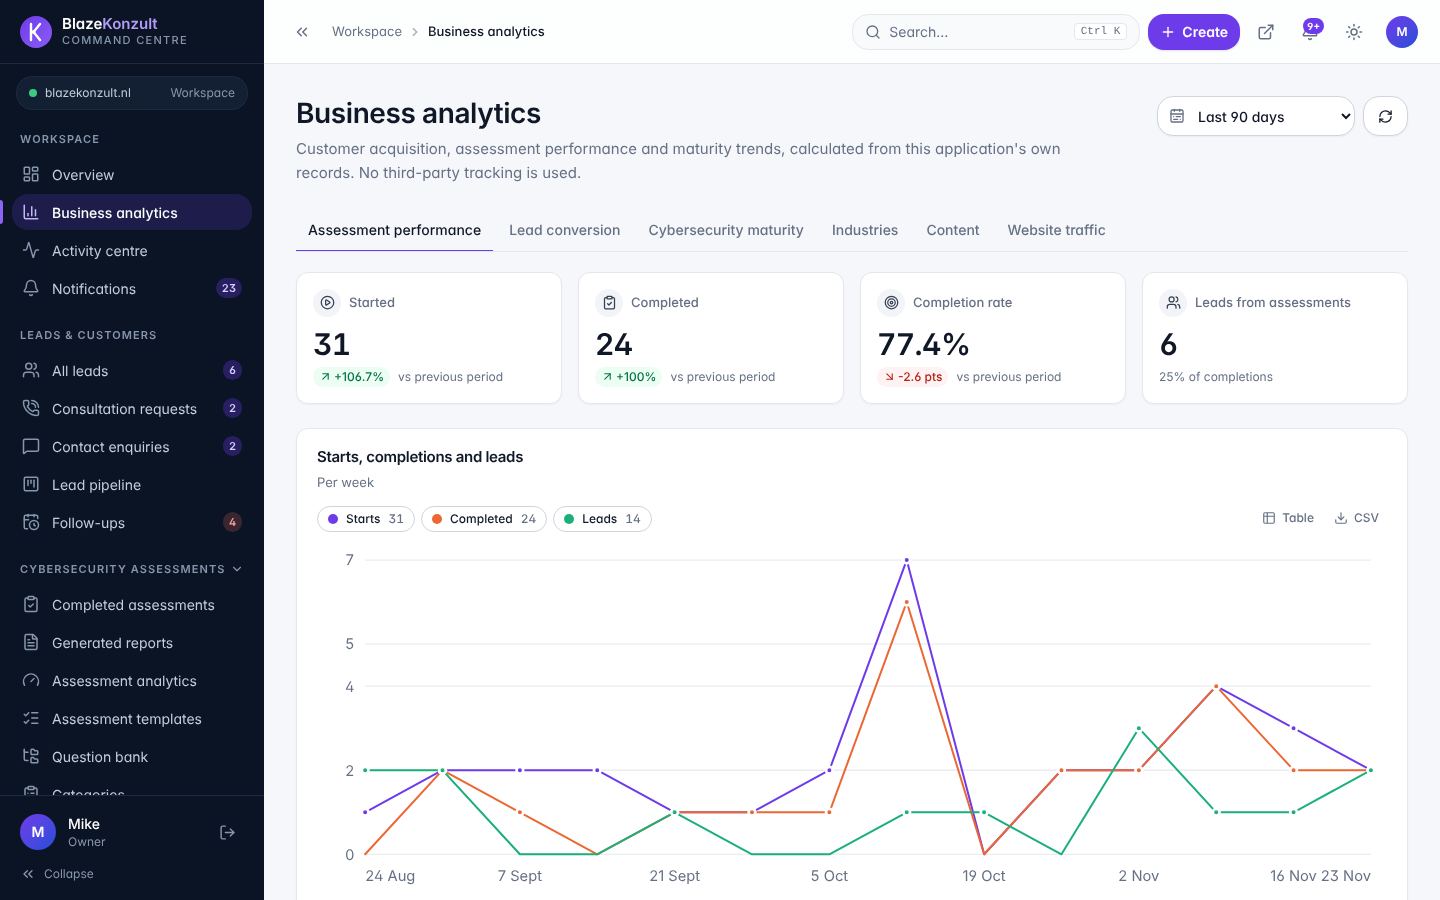 K
BlazeKonzult
COMMAND CENTRE
blazekonzult.nl Workspace
WORKSPACE
Overview
Business analytics
Activity centre
Notifications 23
LEADS & CUSTOMERS
All leads 6
Consultation requests 2
Contact enquiries 2
Lead pipeline
Follow-ups 4
CYBERSECURITY ASSESSMENTS
Completed assessments
Generated reports
Assessment analytics
Assessment templates
Question bank
Categories
M
Mike
Owner
Collapse
Workspace Business analytics
Search... Ctrl K
Create
9+
M
Business analytics
Customer acquisition, assessment performance and maturity trends, calculated from this application's own
records. No third-party tracking is used.
Last 90 days
Assessment performance Lead conversion Cybersecurity maturity Industries Content Website traffic
Started
31
+106.7% vs previous period
Completed
24
+100% vs previous period
Completion rate
77.4%
-2.6 pts vs previous period
Leads from assessments
6
25% of completions
Starts, completions and leads
Per week
Starts 31 Completed 24 Leads 14
Table CSV
7
5
4
2
0
24 Aug 7 Sept 21 Sept 5 Oct 19 Oct 2 Nov 16 Nov 23 Nov